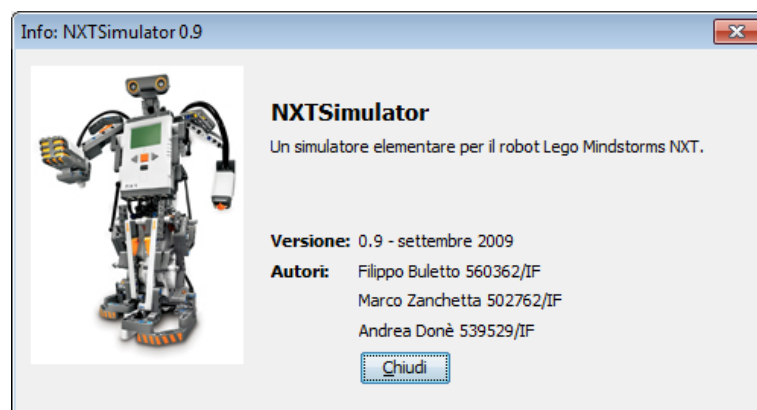 Info: NXTSimulator 0.9
NXTSimulator
Un simulatore elementare per il robot Lego Mindstorms NXT.
Versione: 0.9 - settembre 2009
Autori: Filippo Buletto 560362/IF
Marco Zanchetta 502762/IF
Andrea Donè 539529/IF
Chiudi